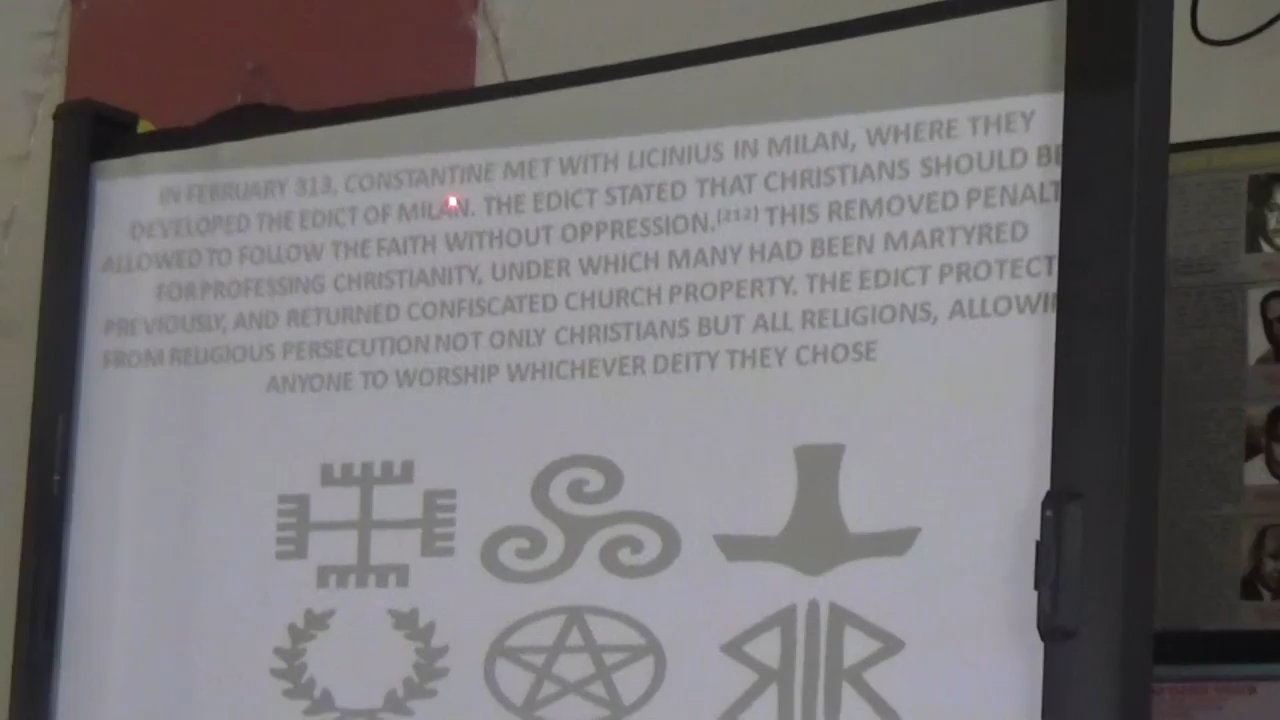 IN FEBRUARY 313, CONSTANTINE MET WITH LICINIUS IN MILAN, WHERE THEY
DEVELOPED THE EDICT OF MILAN. THE EDICT STATED THAT CHRISTIANS SHOULD BE
ALLOWED TO FOLLOW THE FAITH WITHOUT OPPRESSION.[212] THIS REMOVED PENALT
FOR PROFESSING CHRISTIANITY, UNDER WHICH MANY HAD BEEN MARTYRED
PREVIOUSLY, AND RETURNED CONFISCATED CHURCH PROPERTY. THE EDICT PROTECT
FROM RELIGIOUS PERSECUTION NOT ONLY CHRISTIANS BUT ALL RELIGIONS, ALLOWI
ANYONE TO WORSHIP WHICHEVER DEITY THEY CHOSE